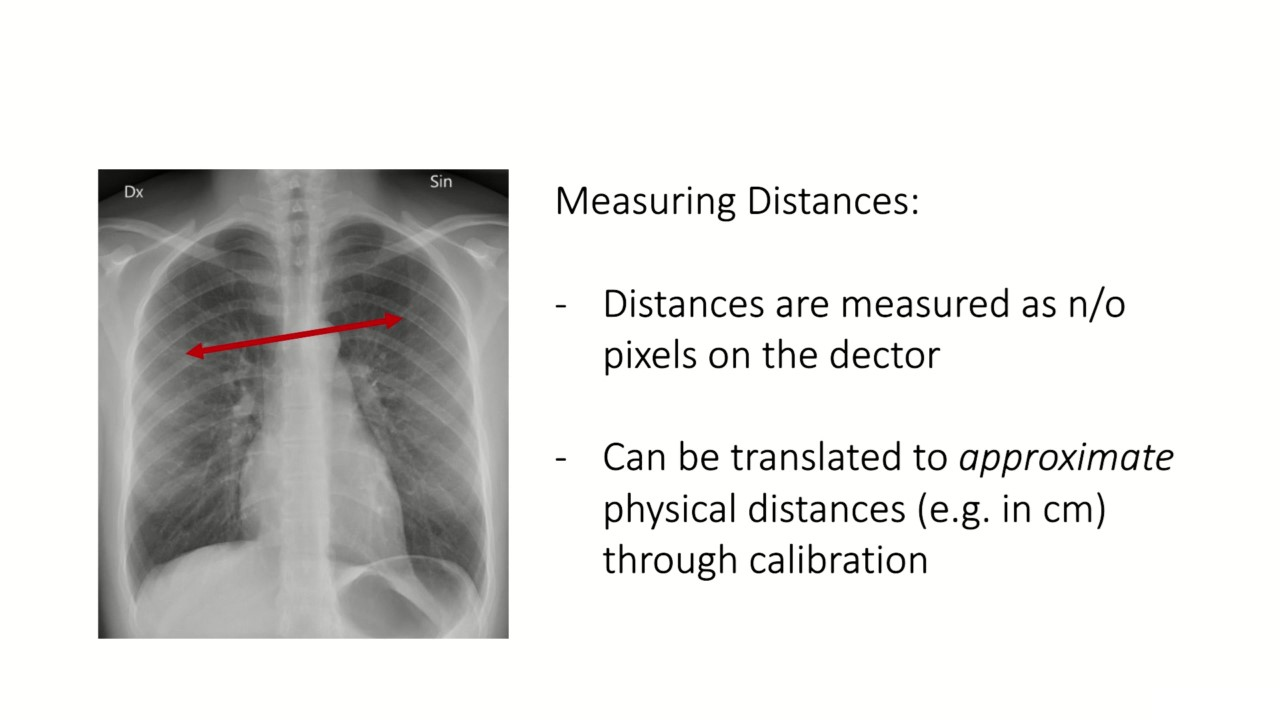 Dx
Sin
Measuring Distances:
- Distances are measured as n/o
pixels on the dector
- Can be translated to approximate
physical distances (e.g. in cm)
through calibration